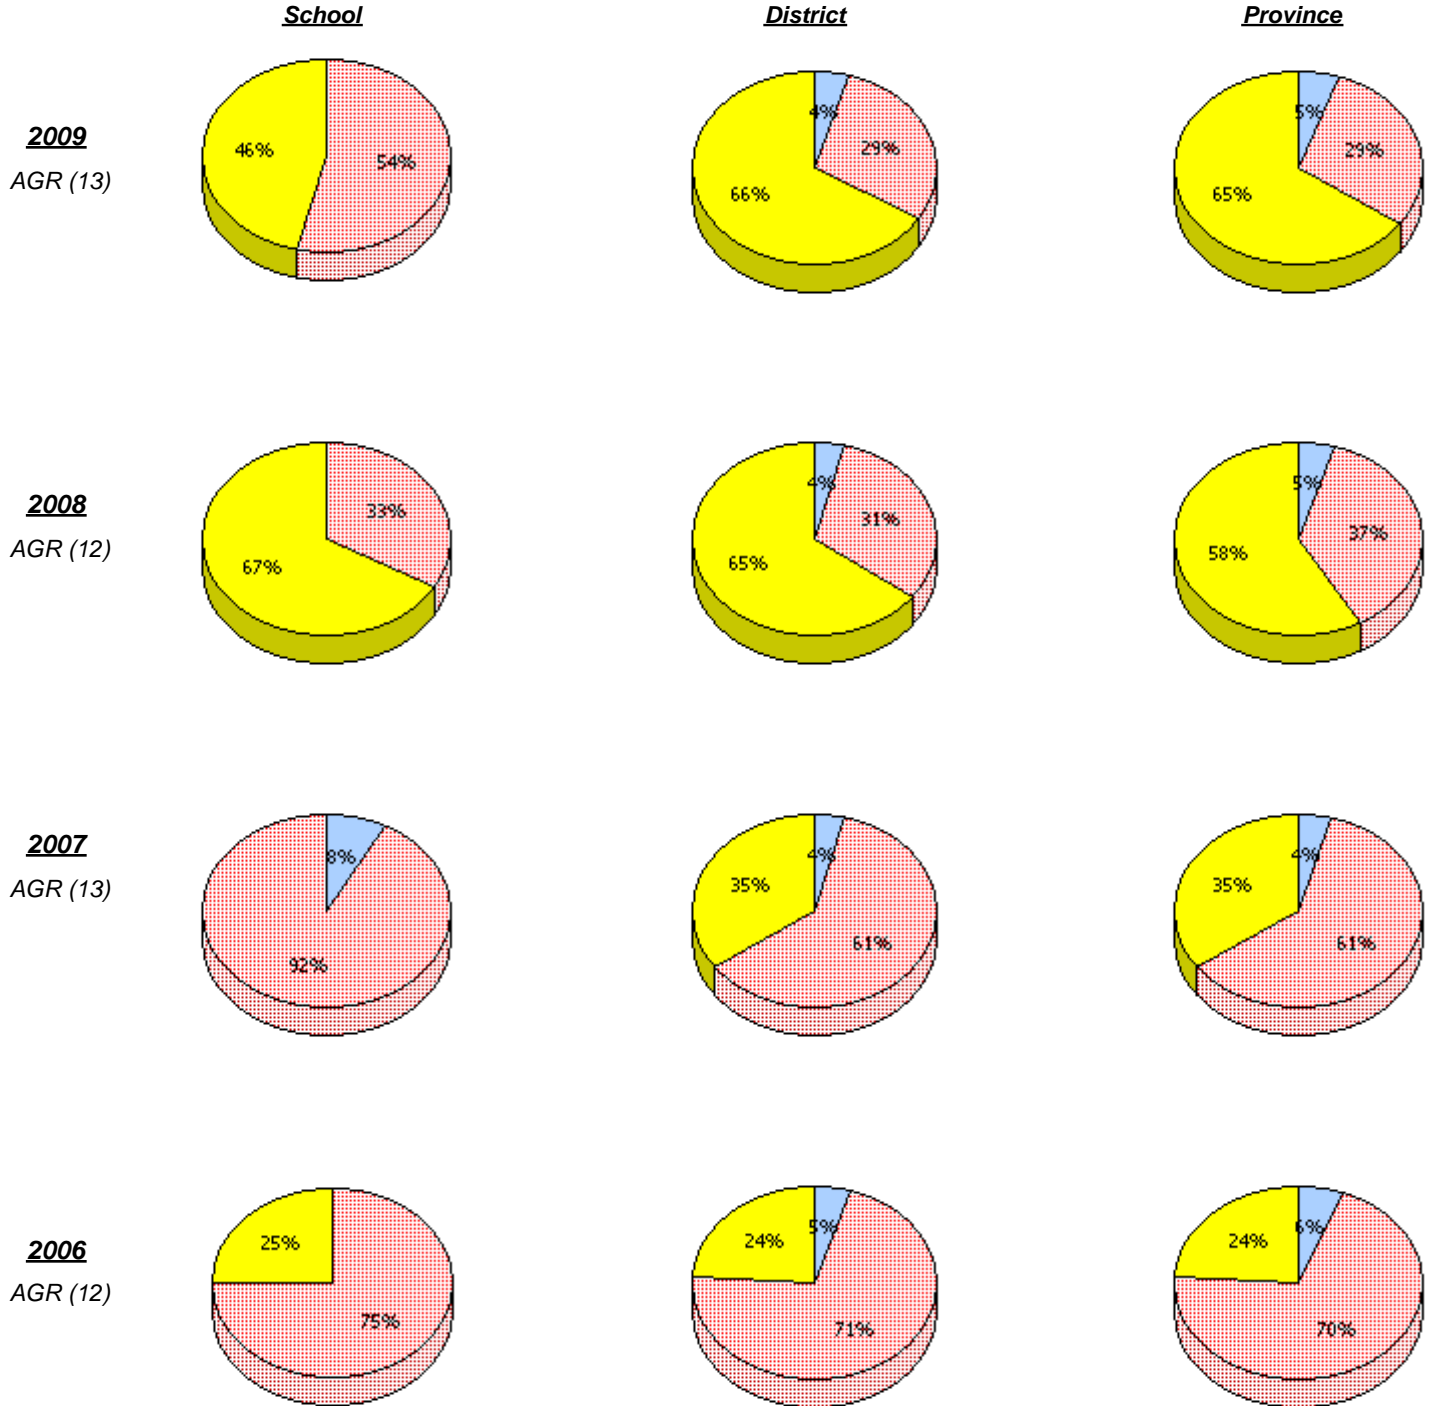 School District Province
46% 54% 4% 29% 66% 5% 29% 65%
2009
AGR (13)
33% 67% 4% 31% 65% 5% 37% 58%
2008
AGR (12)
8% 92% 4% 35% 61% 4% 35% 61%
2007
AGR (13)
25% 75% 5% 24% 71% 6% 24% 70%
2006
AGR (12)